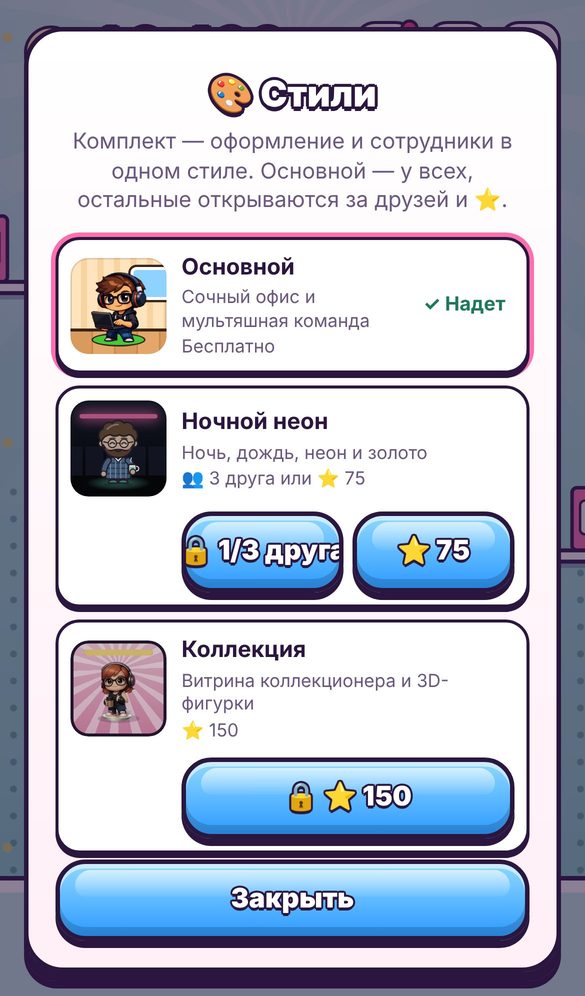 Стили
Комплект — оформление и сотрудники в
одном стиле. Основной — у всех,
остальные открываются за друзей и ⭐.
Основной
Сочный офис и
мультяшная команда
Бесплатно
✓ Надет
Ночной неон
Ночь, дождь, неон и золото
👥 3 друга или ⭐ 75
🔒 1/3 друга
⭐ 75
Коллекция
Витрина коллекционера и 3D-
фигурки
⭐ 150
🔒 ⭐ 150
Закрыть